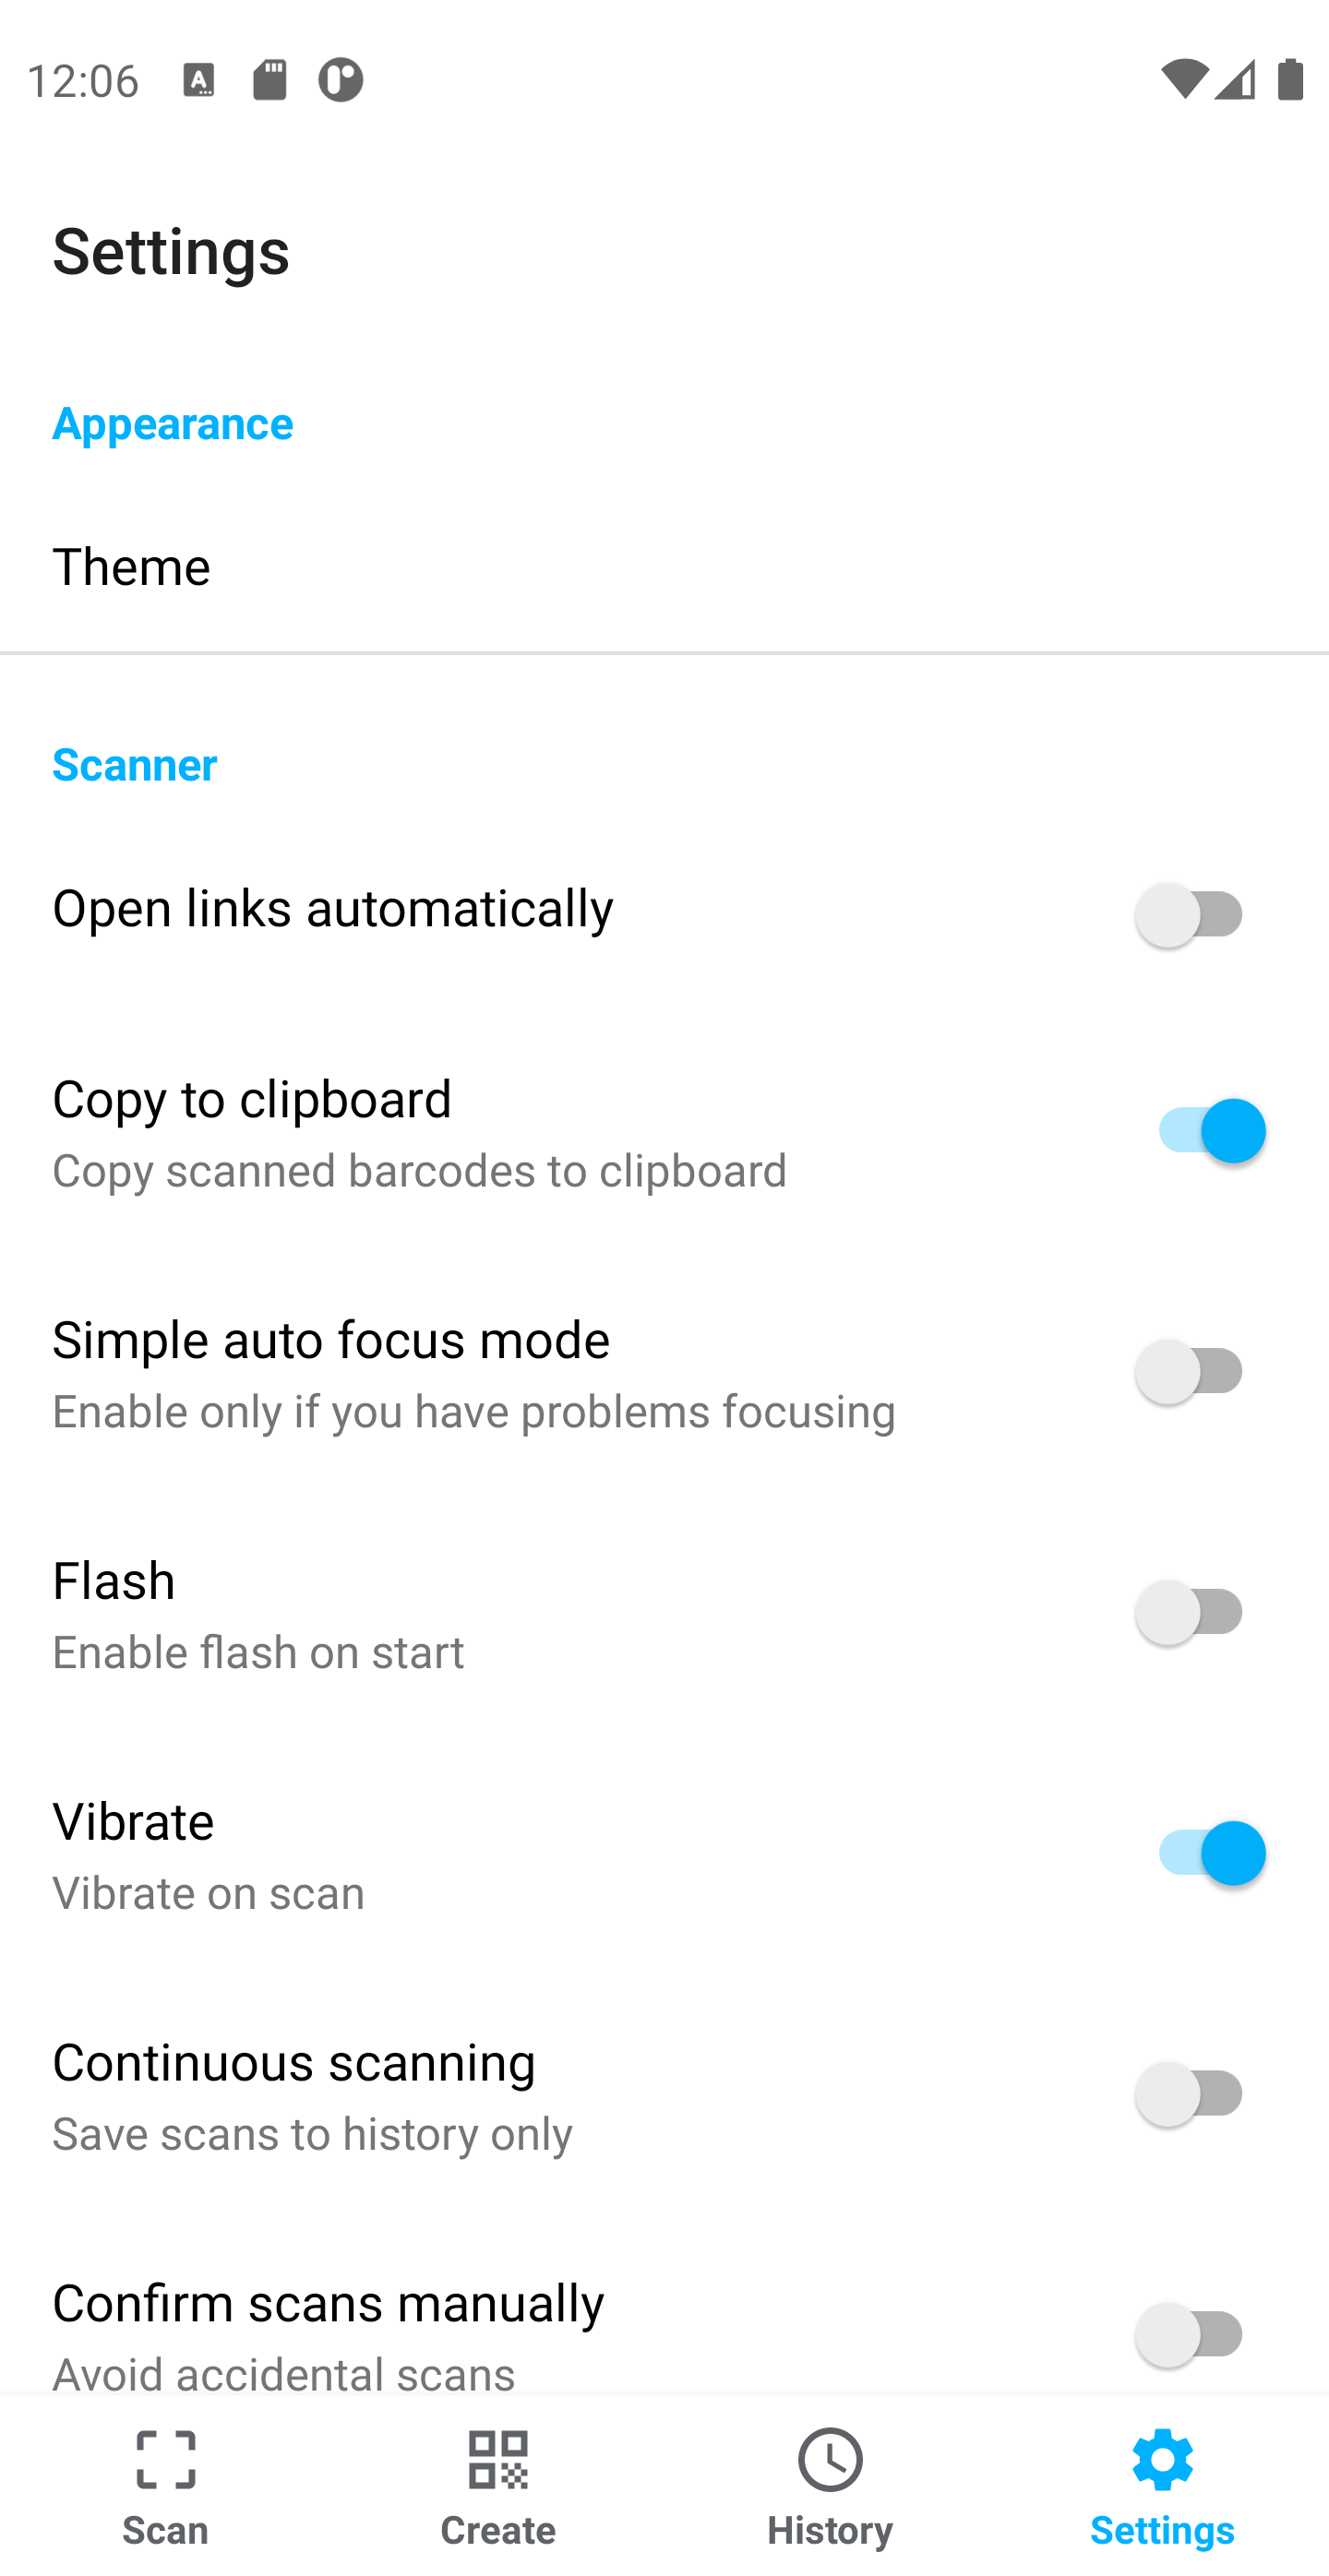 12:06
Settings
Appearance
Theme
Scanner
Open links automatically
Copy to clipboard
Copy scanned barcodes to clipboard
Simple auto focus mode
Enable only if you have problems focusing
Flash
Enable flash on start
Vibrate
Vibrate on scan
Continuous scanning
Save scans to history only
Confirm scans manually
Avoid accidental scans
Scan
Create
History
Settings